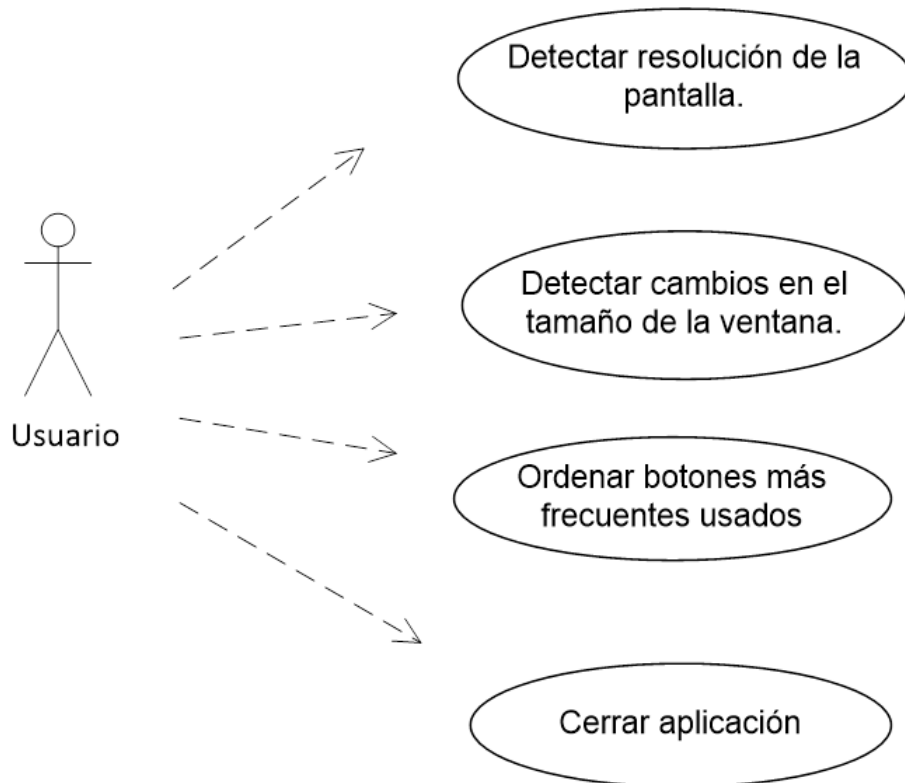 Detectar resolución de la
pantalla.
Detectar cambios en el
tamaño de la ventana.
Usuario
Ordenar botones más
frecuentes usados
Cerrar aplicación